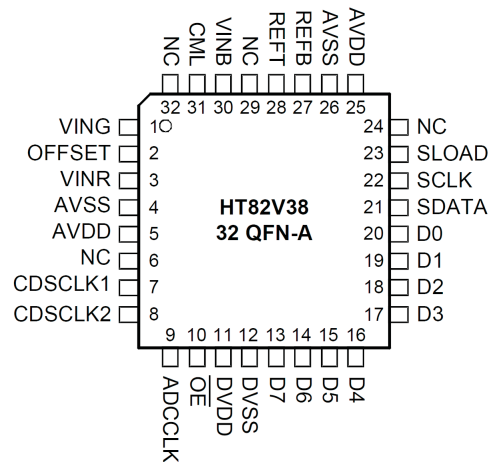 NC CML VINB NC REFT REFB AVSS AVDD
32 31 30 29 28 27 26 25
VING 1 24 NC
OFFSET 2 23 SLOAD
VINR 3 22 SCLK
AVSS 4 21 SDATA
AVDD 5 20 D0
NC 6 19 D1
CDSCLK1 7 18 D2
CDSCLK2 8 17 D3
HT82V38
32 QFN-A
9 10 11 12 13 14 15 16
ADCCLK O̅E̅ DVDD DVSS D7 D6 D5 D4